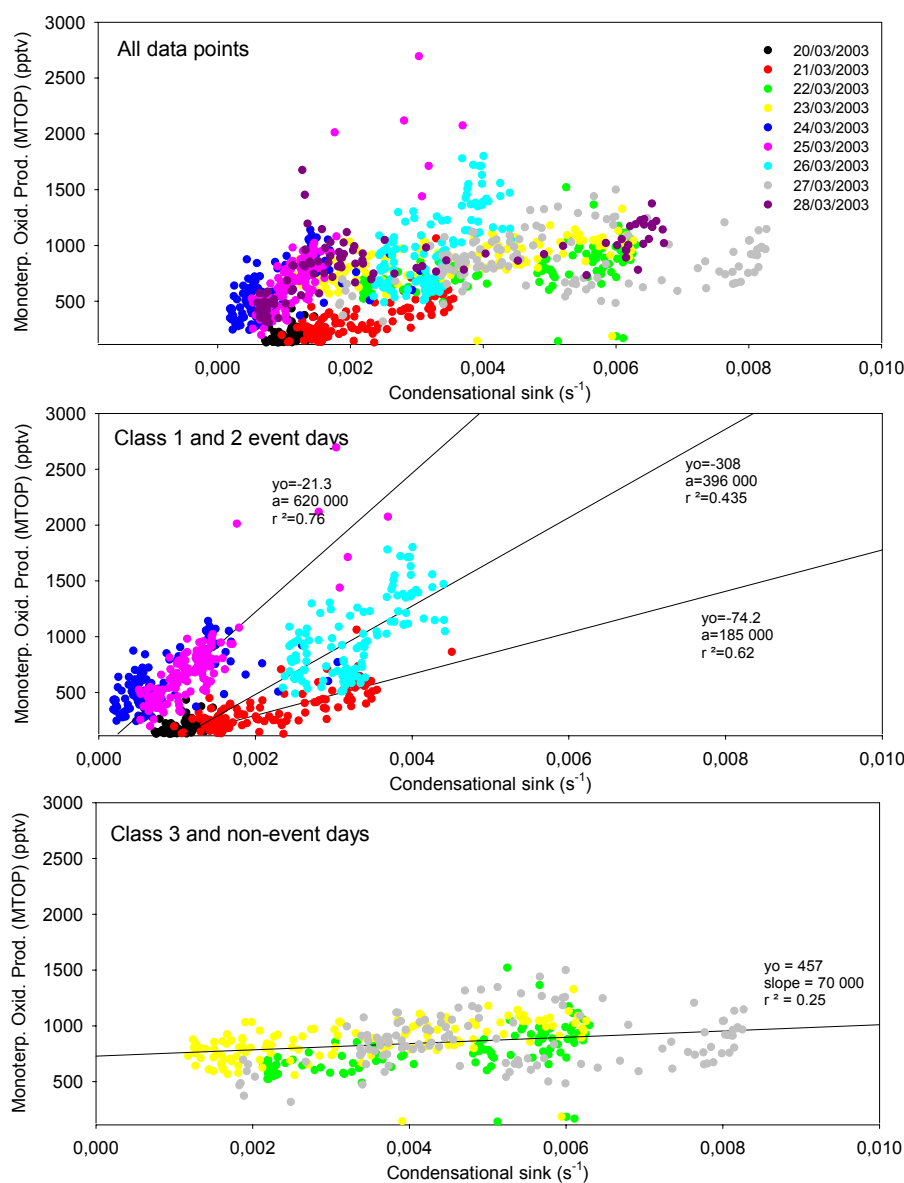 Monoterp. Oxid. Prod. (MTOP) (pptv)
3000
2500
2000
1500
1000
500
All data points
20/03/2003
21/03/2003
22/03/2003
23/03/2003
24/03/2003
25/03/2003
26/03/2003
27/03/2003
28/03/2003
0,000 0,002 0,004 0,006 0,008 0,010
Condensational sink (s⁻¹)
Monoterp. Oxid. Prod. (MTOP) (pptv)
3000
2500
2000
1500
1000
500
Class 1 and 2 event days
yo=-21.3
a= 620 000
r ²=0.76
yo=-308
a=396 000
r ²=0.435
yo=-74.2
a=185 000
r ²=0.62
0,000 0,002 0,004 0,006 0,008 0,010
Condensational sink (s⁻¹)
Monoterp. Oxid. Prod. (MTOP) (pptv)
3000
2500
2000
1500
1000
500
Class 3 and non-event days
yo = 457
slope = 70 000
r ² = 0.25
0,000 0,002 0,004 0,006 0,008 0,010
Condensational sink (s⁻¹)